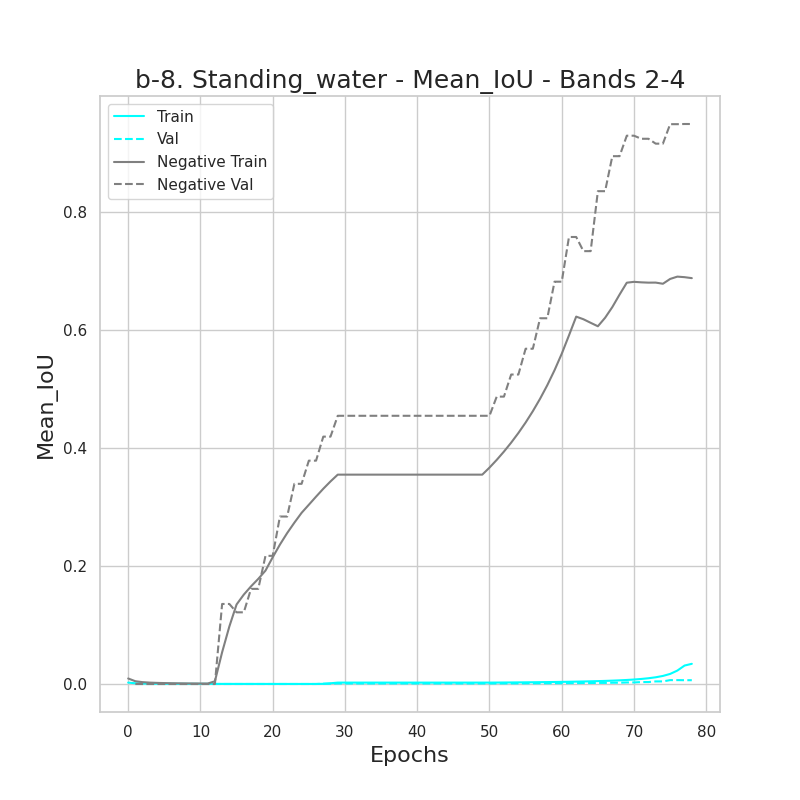 b-8. Standing_water - Mean_IoU - Bands 2-4
Train
Val
Negative Train
Negative Val
Mean_IoU
0.8
0.6
0.4
0.2
0.0
0 10 20 30 40 50 60 70 80
Epochs